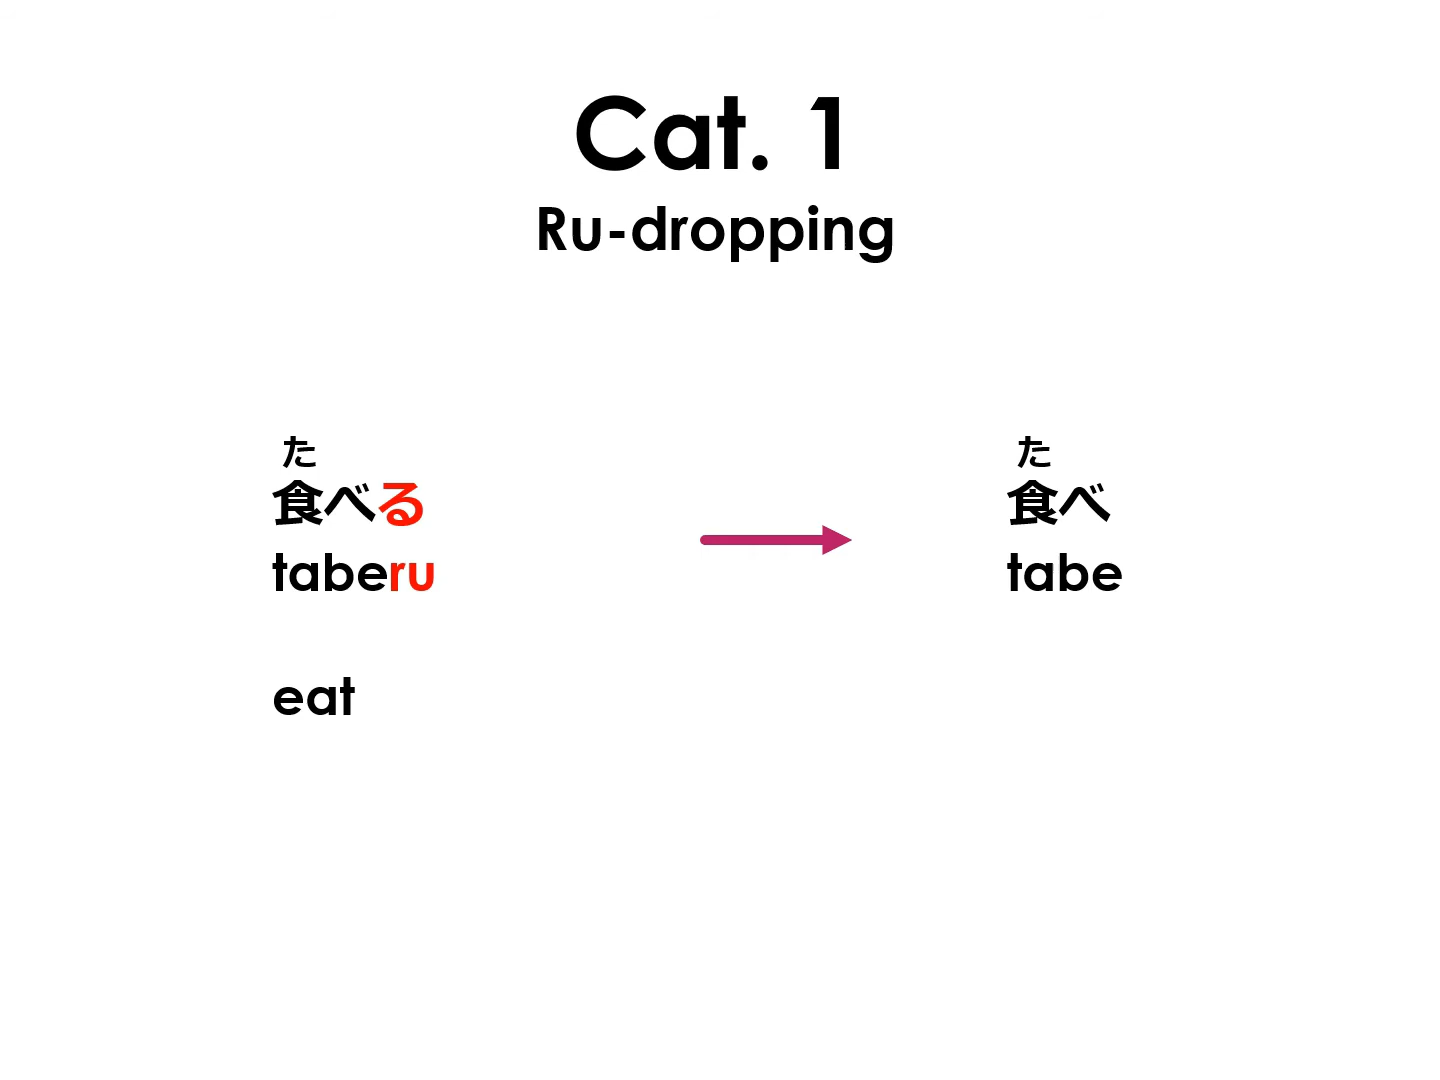 Cat. 1
Ru-dropping
た
食べる
taberu
eat
た
食べ
tabe